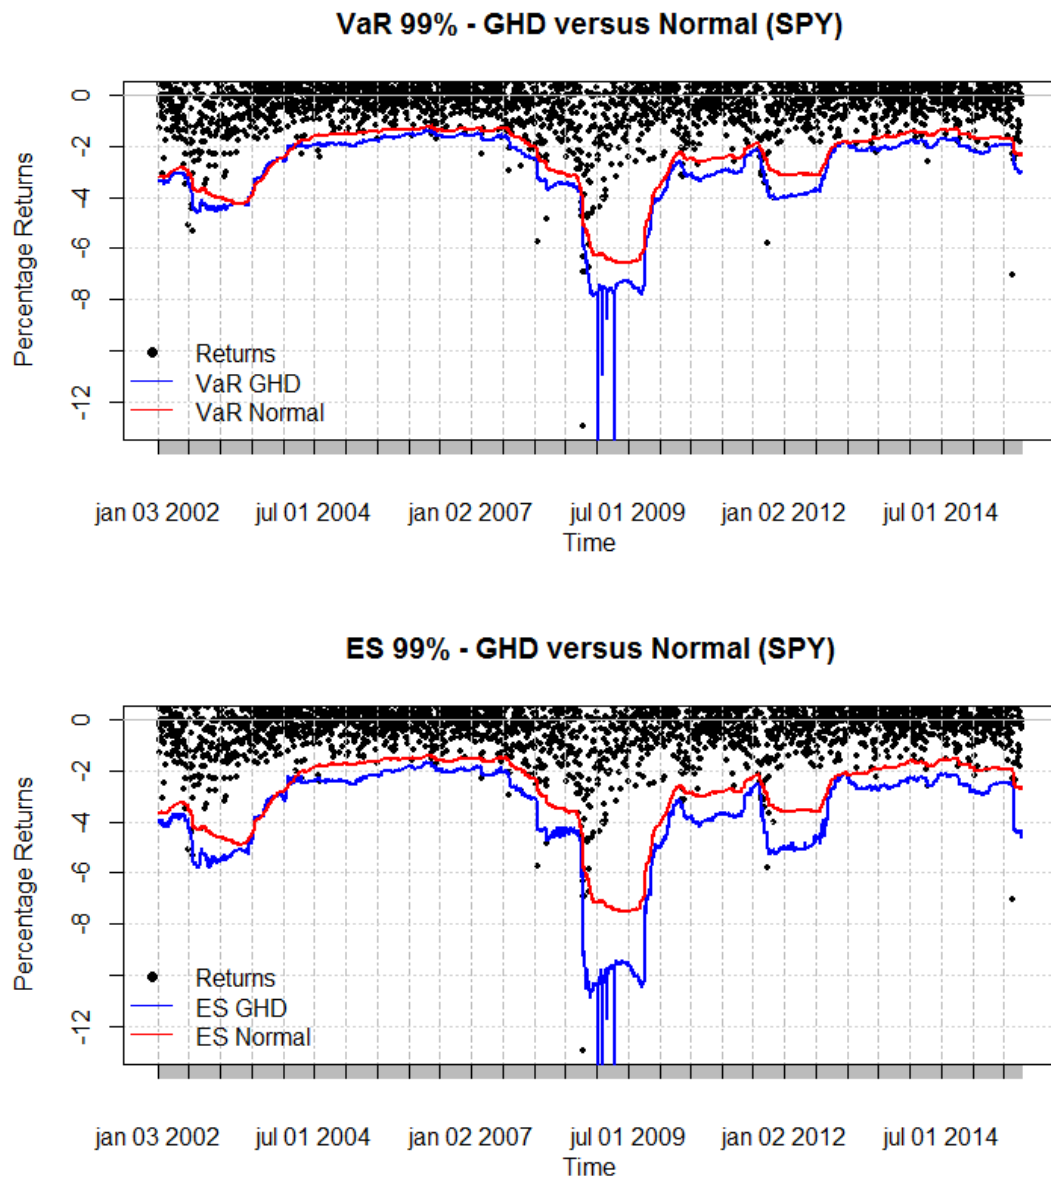 VaR 99% - GHD versus Normal (SPY)
Percentage Returns
0
-2
-4
-6
-8
-12
Returns
VaR GHD
VaR Normal
jan 03 2002 jul 01 2004 jan 02 2007 jul 01 2009 jan 02 2012 jul 01 2014
Time
ES 99% - GHD versus Normal (SPY)
Percentage Returns
0
-2
-4
-6
-8
-12
Returns
ES GHD
ES Normal
jan 03 2002 jul 01 2004 jan 02 2007 jul 01 2009 jan 02 2012 jul 01 2014
Time